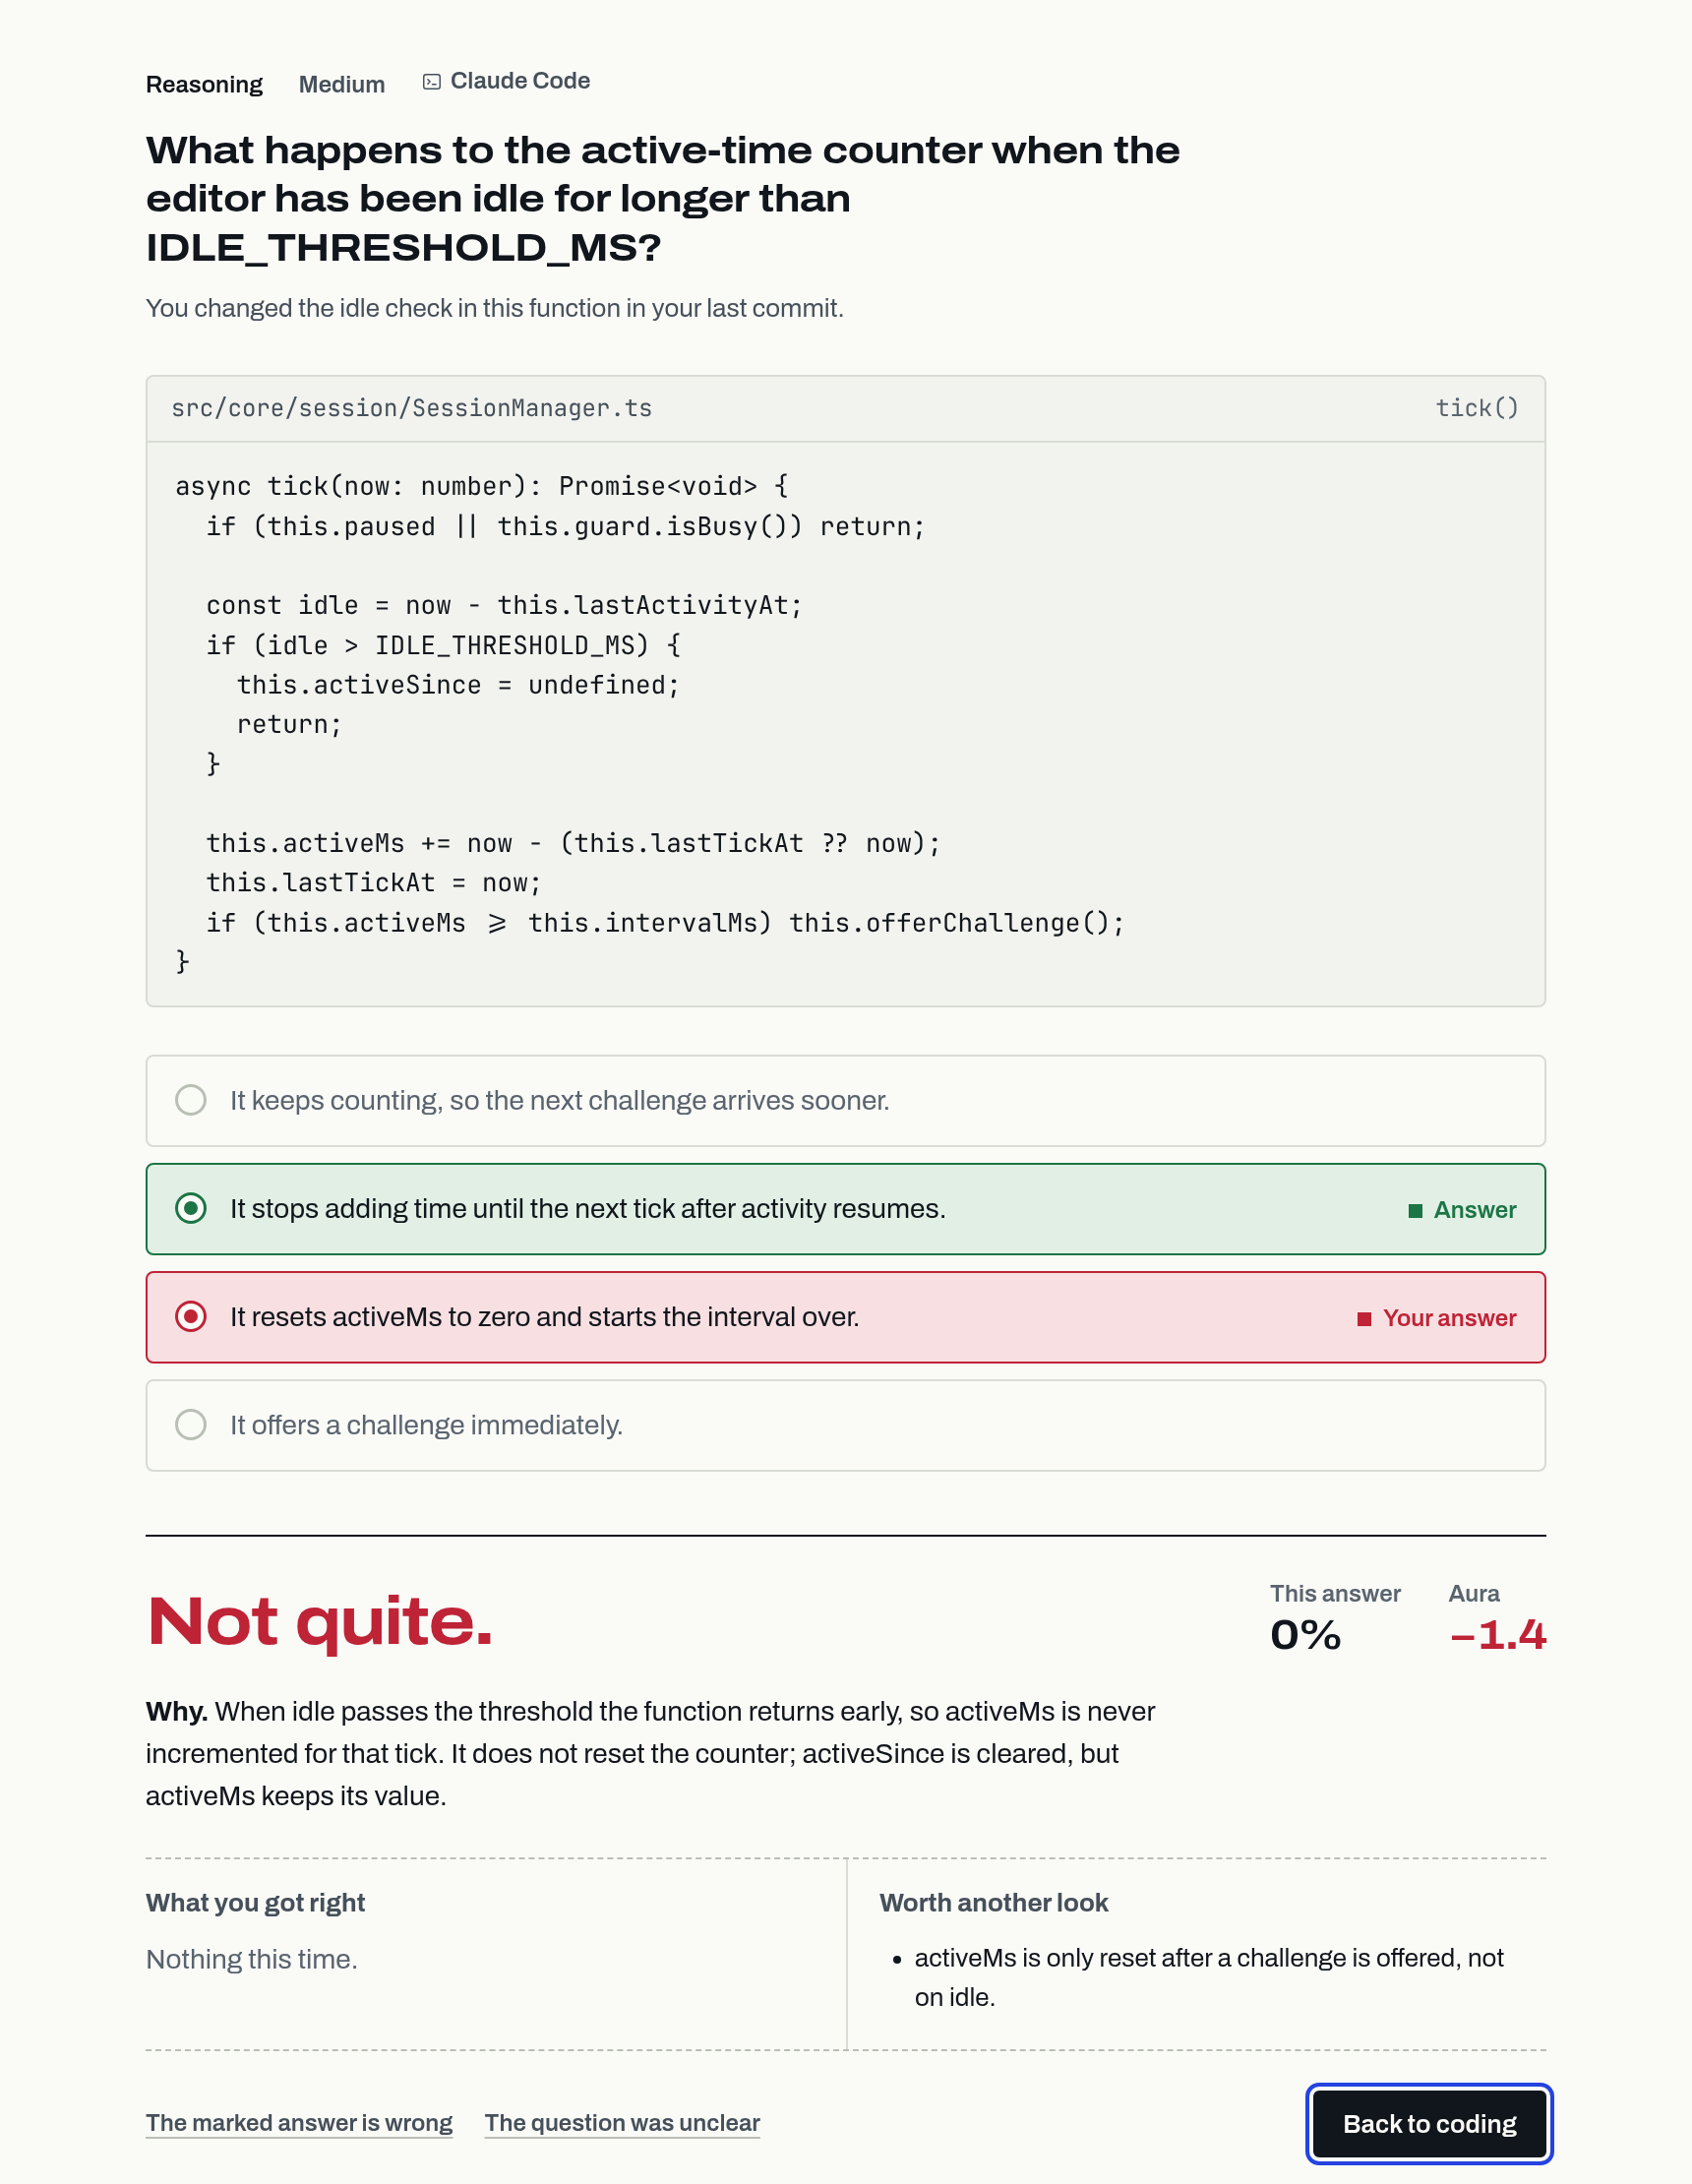 Reasoning Medium Claude Code
What happens to the active-time counter when the
editor has been idle for longer than
IDLE_THRESHOLD_MS?
You changed the idle check in this function in your last commit.
src/core/session/SessionManager.ts tick()
async tick(now: number): Promise<void> {
  if (this.paused || this.guard.isBusy()) return;

  const idle = now - this.lastActivityAt;
  if (idle > IDLE_THRESHOLD_MS) {
    this.activeSince = undefined;
    return;
  }

  this.activeMs += now - (this.lastTickAt ?? now);
  this.lastTickAt = now;
  if (this.activeMs >= this.intervalMs) this.offerChallenge();
}
It keeps counting, so the next challenge arrives sooner.
It stops adding time until the next tick after activity resumes. Answer
It resets activeMs to zero and starts the interval over. Your answer
It offers a challenge immediately.
Not quite.
This answer Aura
0% −1.4
Why. When idle passes the threshold the function returns early, so activeMs is never
incremented for that tick. It does not reset the counter; activeSince is cleared, but
activeMs keeps its value.
What you got right
Nothing this time.
Worth another look
• activeMs is only reset after a challenge is offered, not
on idle.
The marked answer is wrong The question was unclear Back to coding